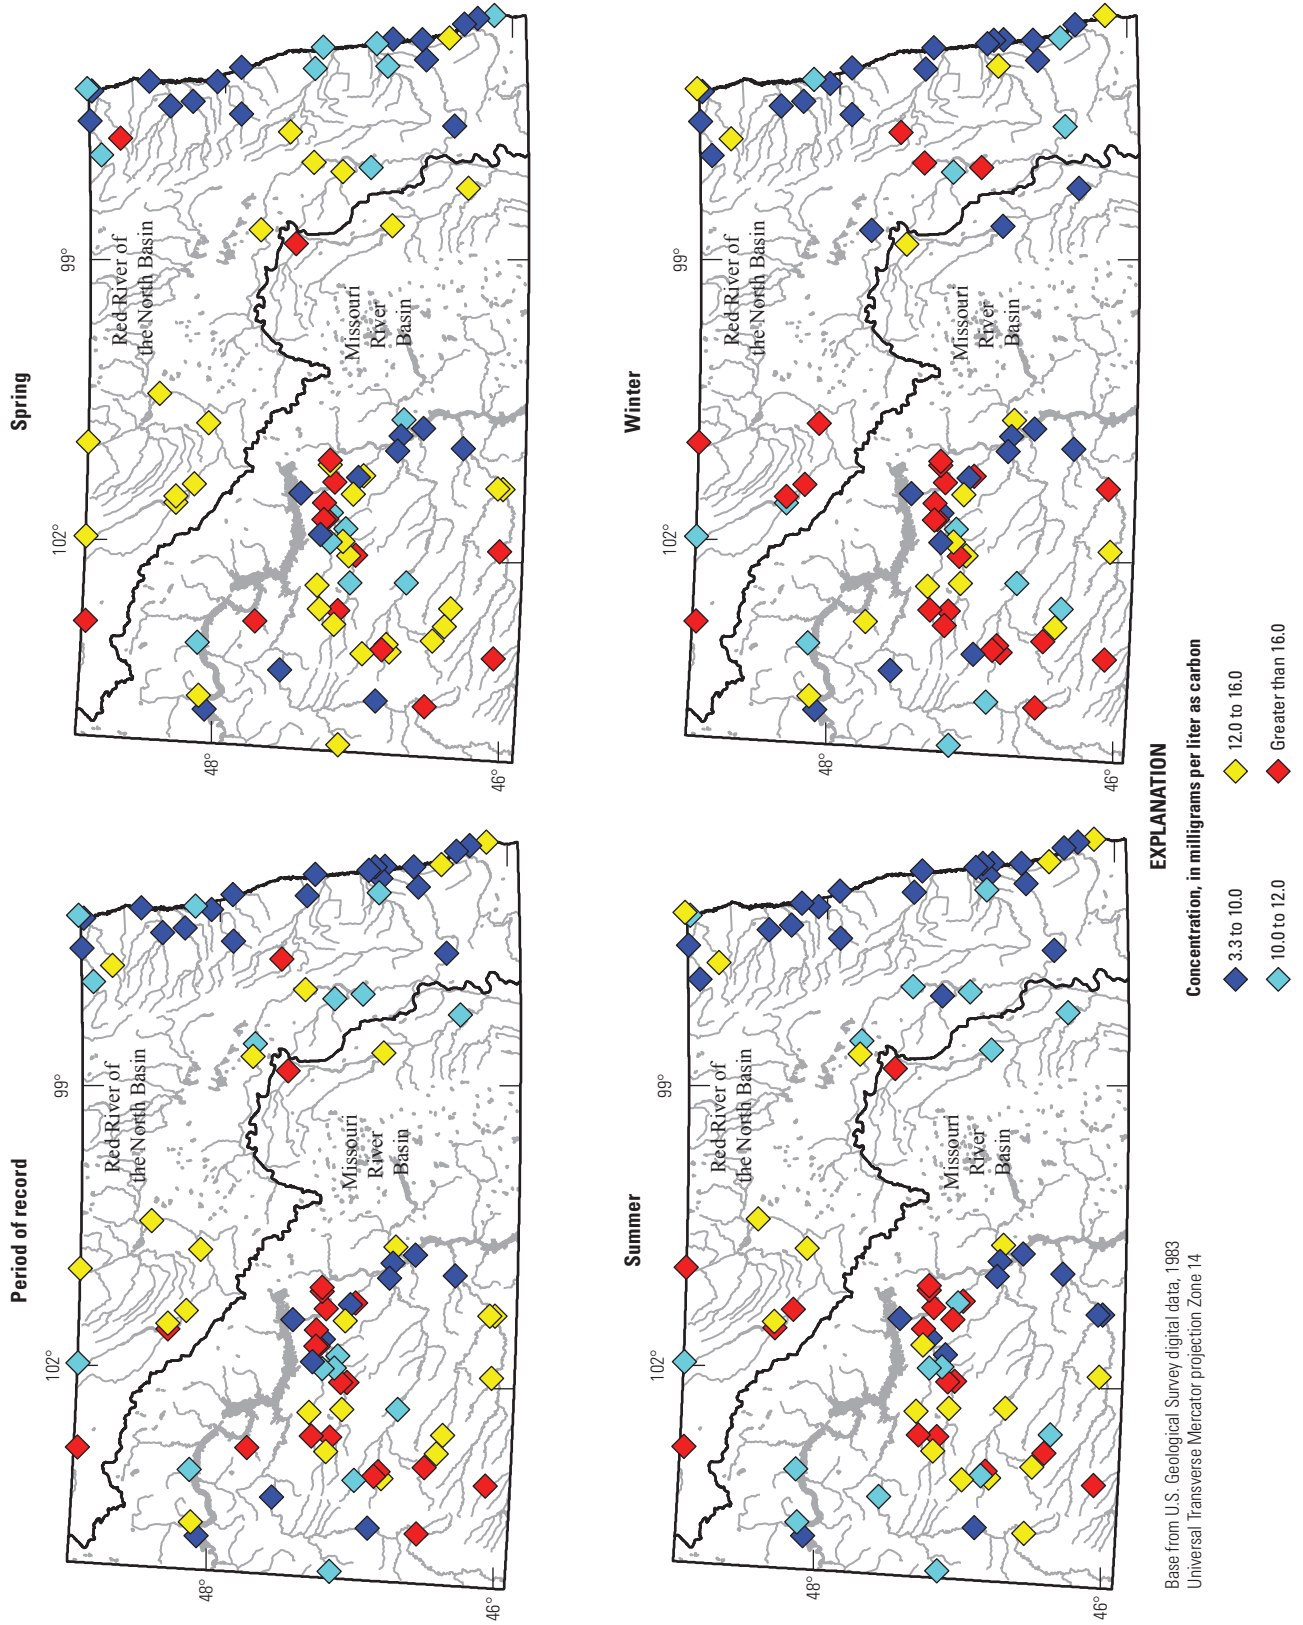 Period of record
102°
99°
48°
46°
Red River of
the North Basin
Missouri
River
Basin
Spring
102°
99°
48°
46°
Red River of
the North Basin
Missouri
River
Basin
Summer
102°
99°
48°
46°
Red River of
the North Basin
Missouri
River
Basin
Winter
102°
99°
48°
46°
Red River of
the North Basin
Missouri
River
Basin
Base from U.S. Geological Survey digital data, 1983
Universal Transverse Mercator projection Zone 14
EXPLANATION
Concentration, in milligrams per liter as carbon
3.3 to 10.0
10.0 to 12.0
12.0 to 16.0
Greater than 16.0